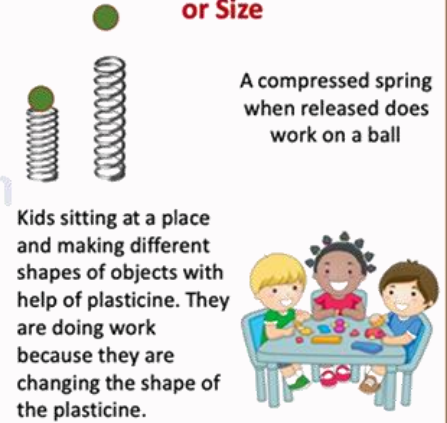 or Size
A compressed spring
when released does
work on a ball
Kids sitting at a place
and making different
shapes of objects with
help of plasticine. They
are doing work
because they are
changing the shape of
the plasticine.